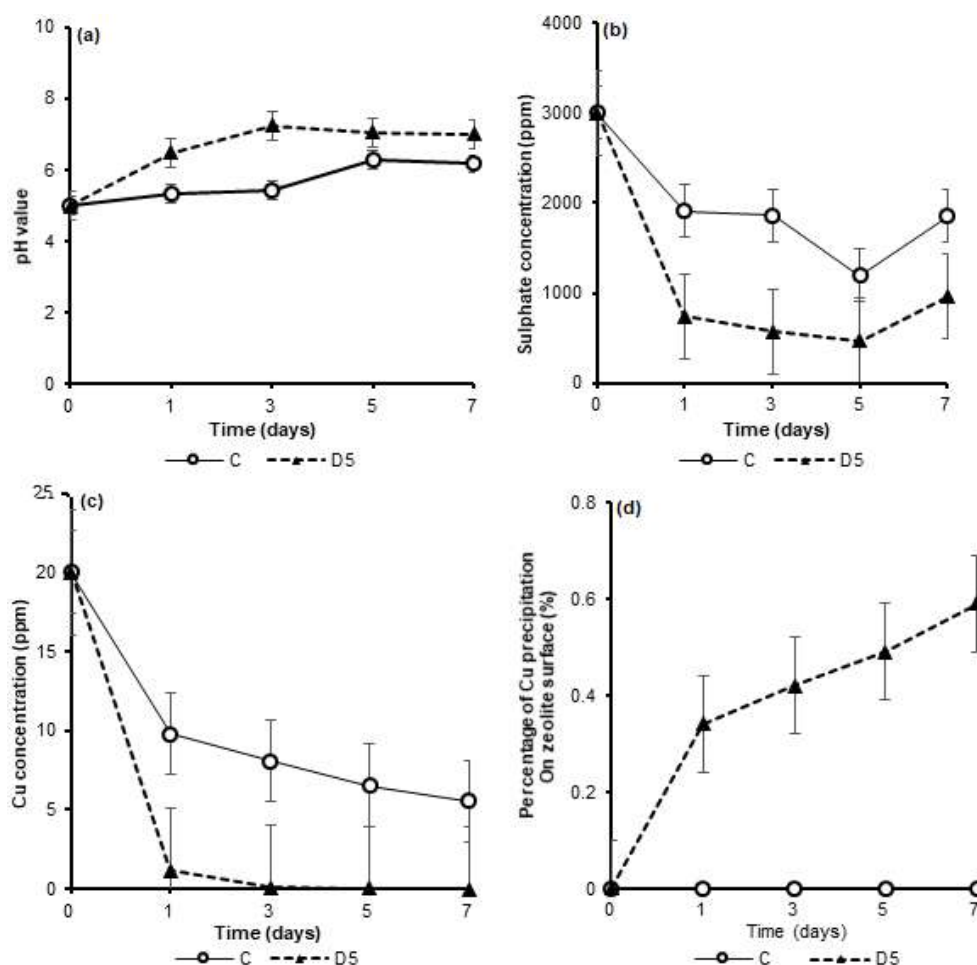 (a)
10
8
6
4
2
0
pH value
0 1 3 5 7
Time (days)
C D5
(b)
4000
3000
2000
1000
0
Sulphate concentration (ppm)
0 1 3 5 7
Time (days)
C D5
(c)
25
20
15
10
5
0
Cu concentration (ppm)
0 1 3 5 7
Time (days)
C D5
(d)
0.8
0.6
0.4
0.2
0
Percentage of Cu precipitation
On zeolite surface (%)
0 1 3 5 7
Time (days)
C D5